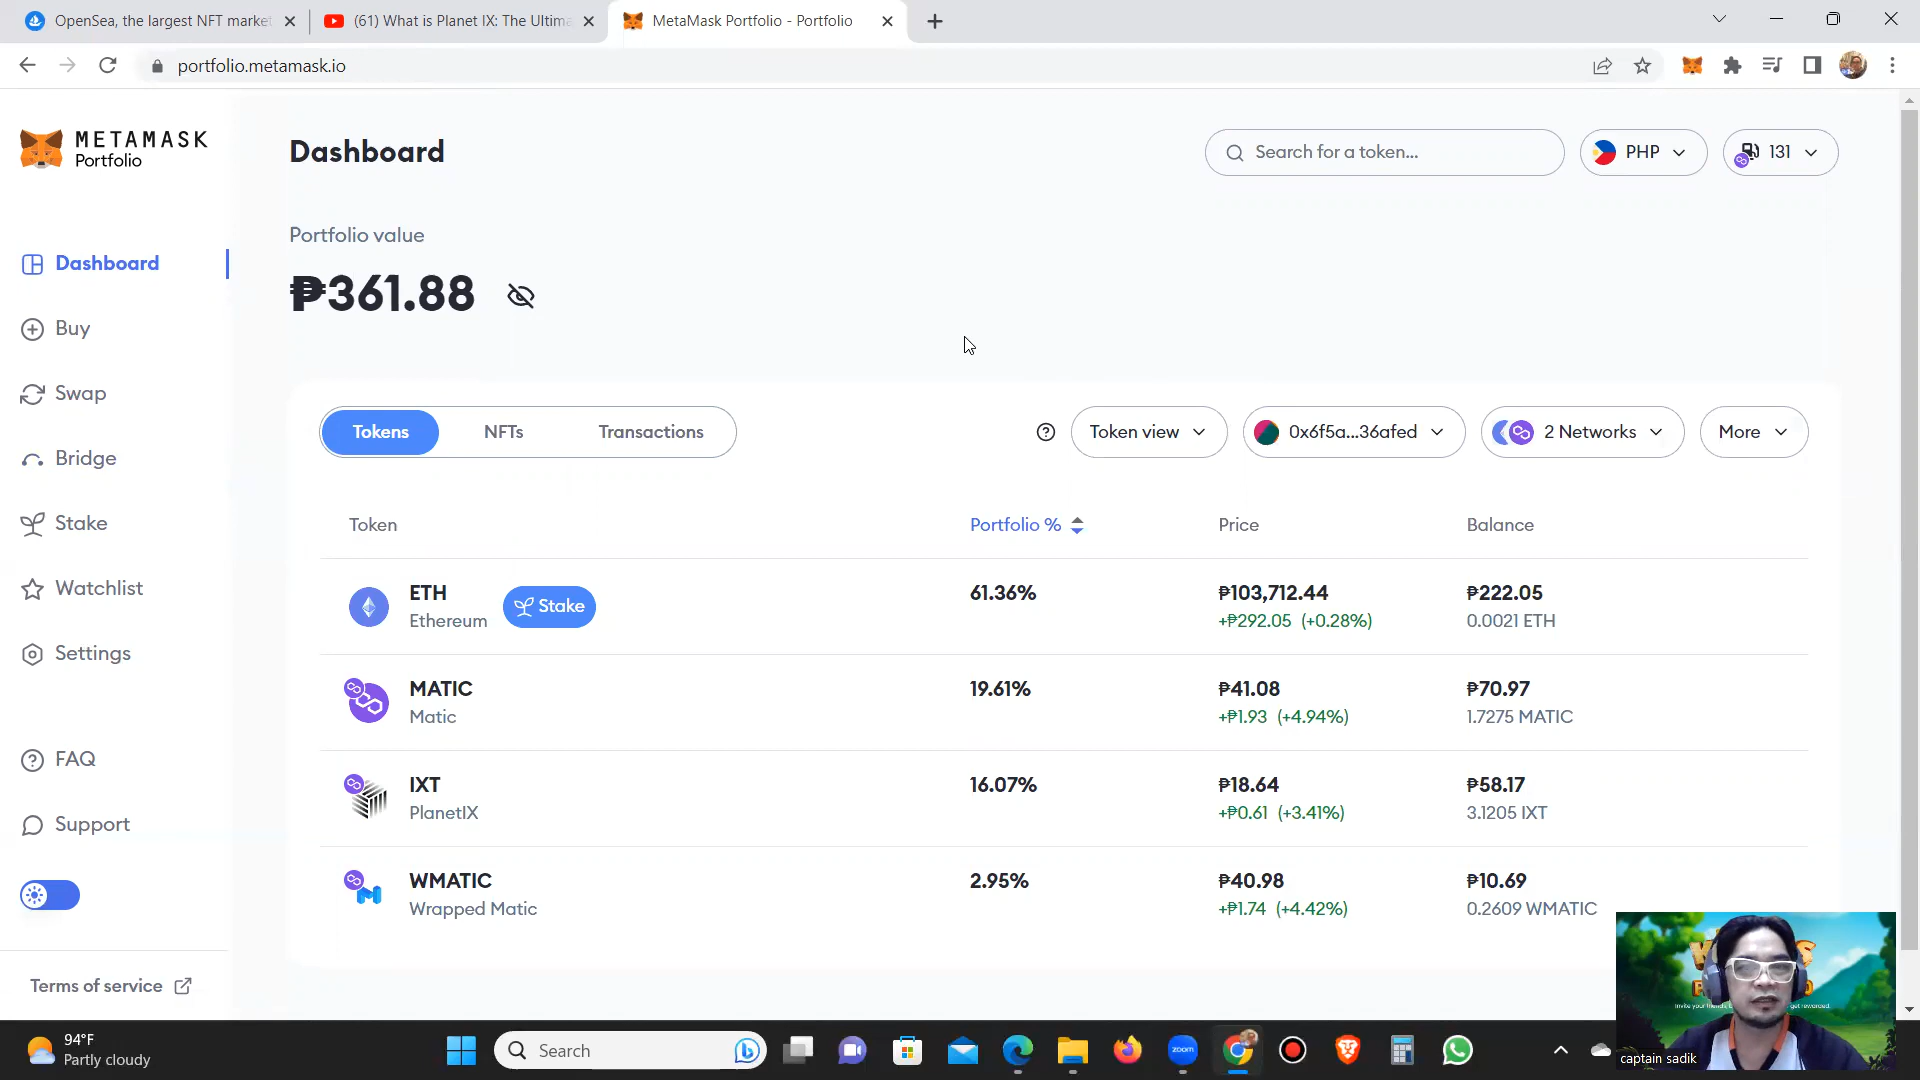 OpenSea, the largest NFT market
(61) What is Planet IX: The Ultima
MetaMask Portfolio - Portfolio
portfolio.metamask.io
METAMASK
Portfolio
Dashboard
Search for a token...
PHP
131
Portfolio value
₱361.88
Dashboard
Buy
Swap
Bridge
Stake
Watchlist
Settings
FAQ
Support
Terms of service
Tokens
NFTs
Transactions
Token view
0x6f5a...36afed
2 Networks
More
Token
Portfolio %
Price
Balance
ETH
Ethereum
Stake
61.36%
₱103,712.44
+₱292.05 (+0.28%)
₱222.05
0.0021 ETH
MATIC
Matic
19.61%
₱41.08
+₱1.93 (+4.94%)
₱70.97
1.7275 MATIC
IXT
PlanetIX
16.07%
₱18.64
+₱0.61 (+3.41%)
₱58.17
3.1205 IXT
WMATIC
Wrapped Matic
2.95%
₱40.98
+₱1.74 (+4.42%)
₱10.69
0.2609 WMATIC
captain sadik
94°F
Partly cloudy
Search
zoom